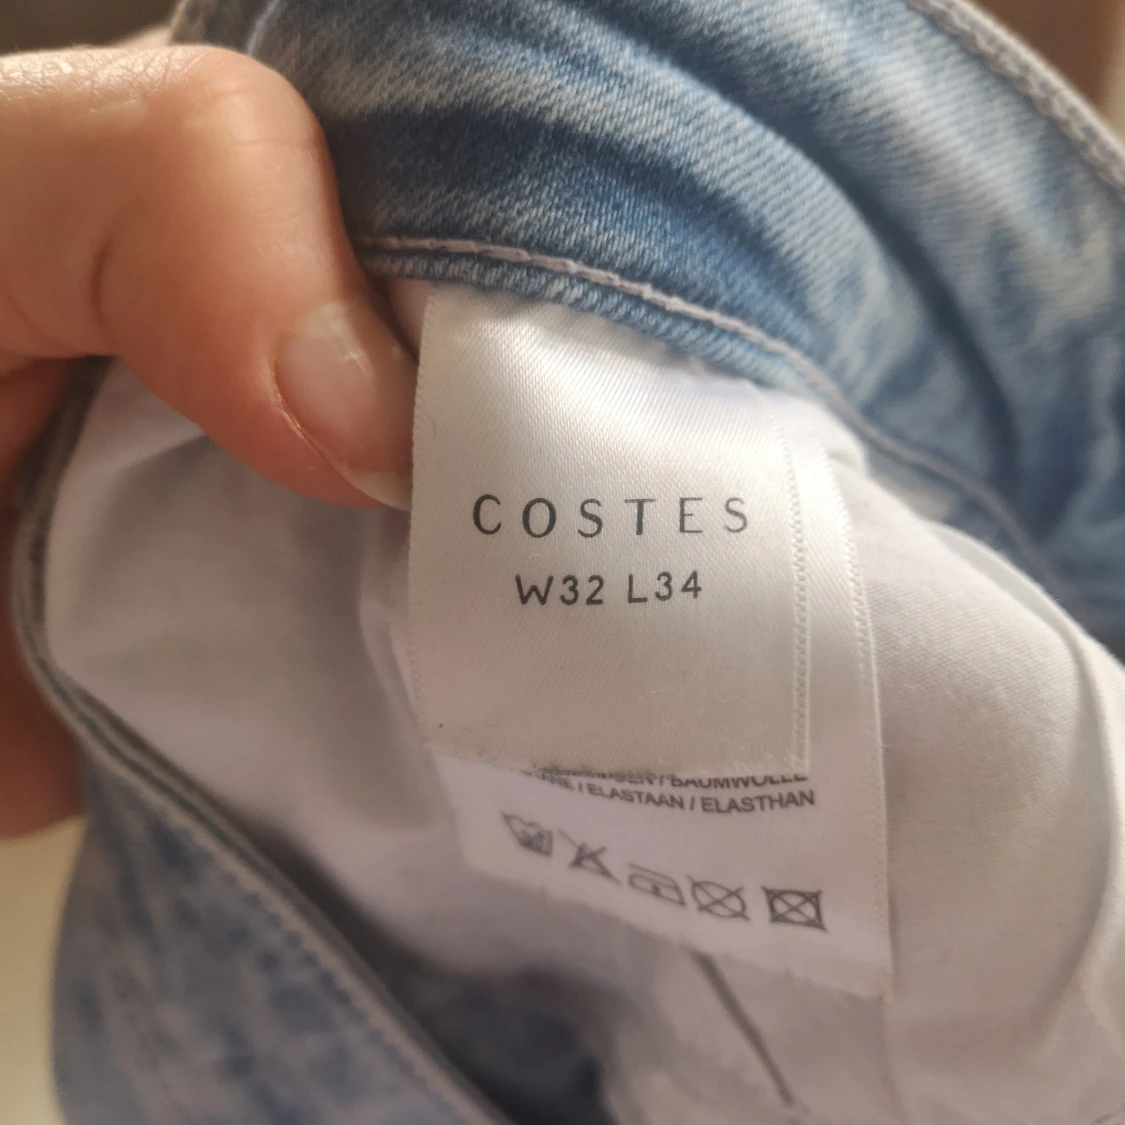 COSTES
W32 L34
/ BAUMWOLLE
/ ELASTAAN / ELASTHAN